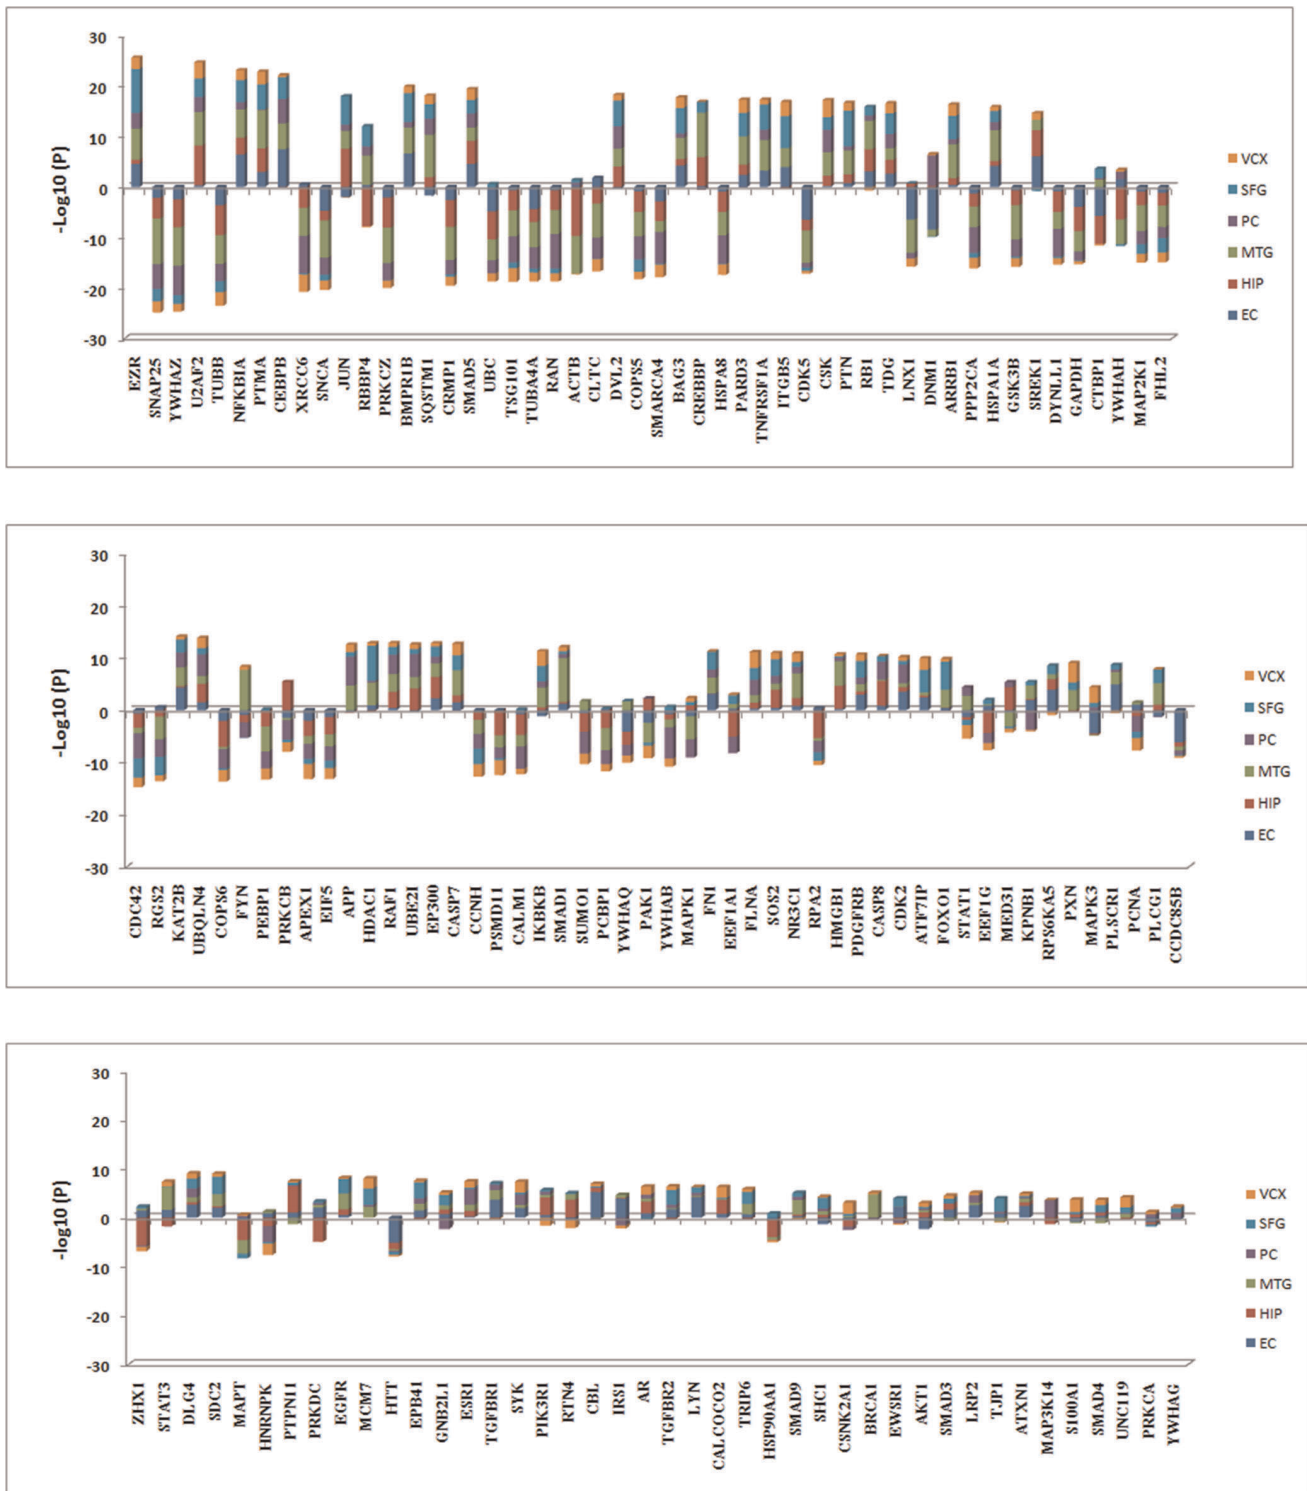 30
20
10
0
-10
-20
-30
-Log10 (P)
EZR
SNAP25
YWHAZ
U2AF2
TUBB
NFKBIA
PTMA
CEBPB
XRCC6
SNCA
JUN
RBBP4
PRKCZ
BMPR1B
SQSTM1
CRMP1
SMAD5
UBC
TSG101
TUBA4A
RAN
ACTB
CLTC
DVL2
COPS5
SMARCA4
BAG3
CREBBP
HSPA8
PARD3
TNFRSF1A
ITGB5
CDK5
CSK
PTN
RB1
TDG
LNX1
DNM1
ARRB1
PPP2CA
HSPA1A
GSK3B
SREK1
DYNLL1
GAPDH
CTBP1
YWHAH
MAP2K1
FHL2
VCX
SFG
PC
MTG
HIP
EC
30
20
10
0
-10
-20
-30
-Log10 (P)
CDC42
RGS2
KAT2B
UBQLN4
COPS6
FYN
PEBP1
PRKCB
APEX1
EIF5
APP
HDAC1
RAF1
UBE2I
EP300
CASP7
CCNH
PSMD11
CALM1
IKBKB
SMAD1
SUMO1
PCBP1
YWHAQ
PAK1
YWHAB
MAPK1
FN1
EEF1A1
FLNA
SOS2
NR3C1
RPA2
HMGB1
PDGFRB
CASP8
CDK2
ATF7IP
FOXO1
STAT1
EEF1G
MED31
KPNB1
RPS6KA5
PXN
MAPK3
PLSCR1
PCNA
PLCG1
CCDC85B
VCX
SFG
PC
MTG
HIP
EC
30
20
10
0
-10
-20
-30
-log10 (P)
ZHX1
STAT3
DLG4
SDC2
MAPT
HNRNPK
PTPN11
PRKDC
EGFR
MCM7
HTT
EPB41
GNB2L1
ESR1
TGFBR1
SYK
PIK3R1
RTN4
CBL
IRS1
AR
TGFBR2
LYN
CALCOCO2
TRIP6
HSP90AA1
SMAD9
SHC1
CSNK2A1
BRCA1
EWSR1
AKT1
SMAD3
LRP2
TJP1
ATXN1
MAP3K14
S100A1
SMAD4
UNC119
PRKCA
YWHAG
VCX
SFG
PC
MTG
HIP
EC